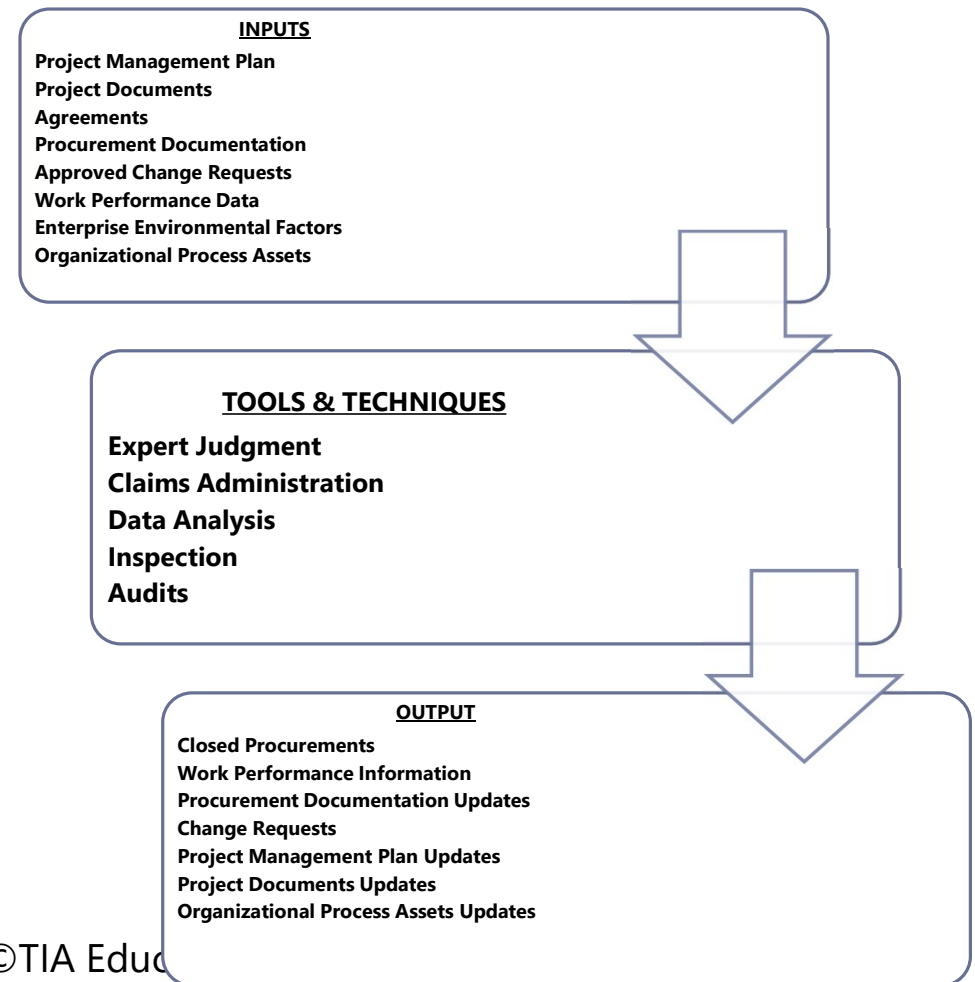 INPUTS
Project Management Plan
Project Documents
Agreements
Procurement Documentation
Approved Change Requests
Work Performance Data
Enterprise Environmental Factors
Organizational Process Assets
TOOLS & TECHNIQUES
Expert Judgment
Claims Administration
Data Analysis
Inspection
Audits
OUTPUT
Closed Procurements
Work Performance Information
Procurement Documentation Updates
Change Requests
Project Management Plan Updates
Project Documents Updates
Organizational Process Assets Updates
©TIA Educ